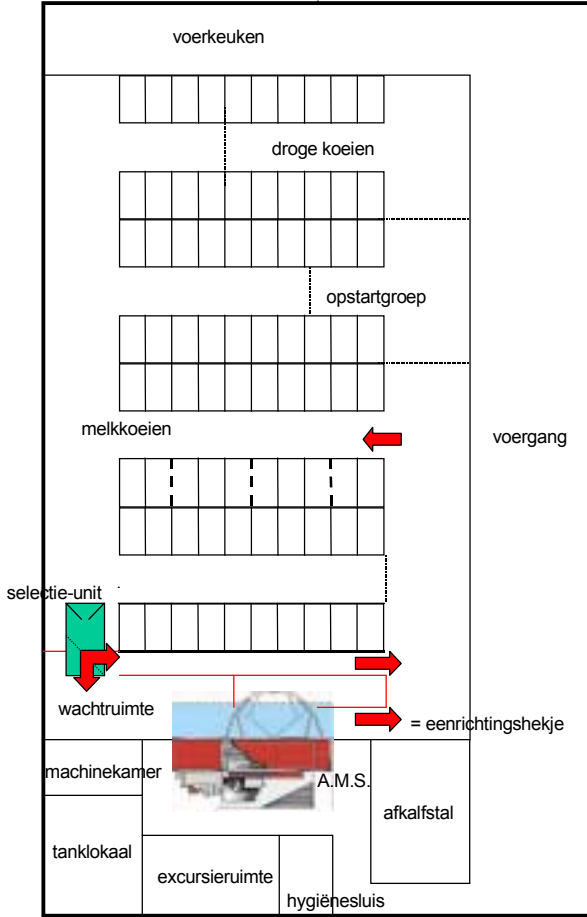 voerkeuken
droge koeien
opstartgroep
melkkoeien
voergang
selectie-unit
wachtruimte
= eenrichtingshekje
machinekamer
A.M.S.
afkalfstal
tanklokaal
excursieruimte
hygiënesluis